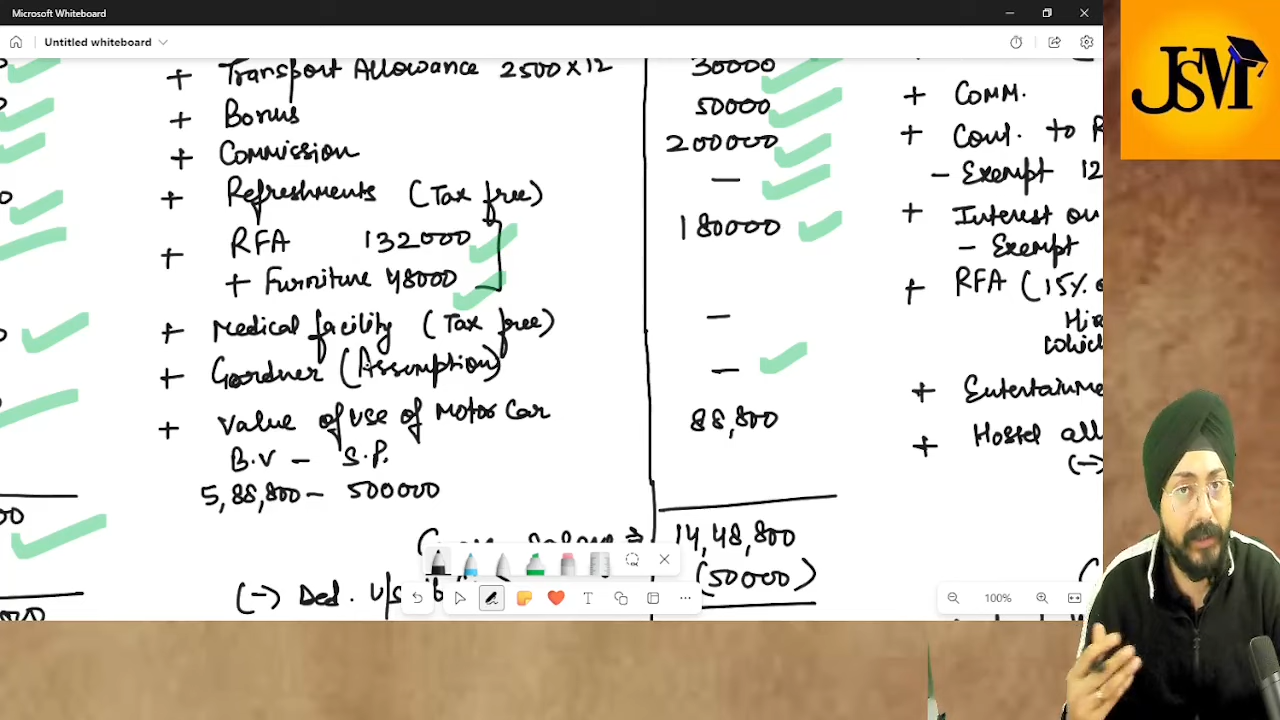 Microsoft Whiteboard
Untitled whiteboard
+ Transport Allowance 2500 x 12 30000
+ Bonus 50000
+ Commission 200000
+ Refreshments (Tax free) —
+ RFA 132000 180000
+ Furniture 48000
+ Medical facility (Tax free) —
+ Gardner (Assumption) —
+ Value of use of Motor Car 88,800
B.V — S.P.
5,88,800 — 500000
14,48,800
(-) Ded. U/s (50000)
+ Comm.
+ Cont. to R
- Exempt 12
+ Interest on
- Exempt
+ RFA (15%
+ Entertainme
+ Hostel all
(-)
100%
JSM